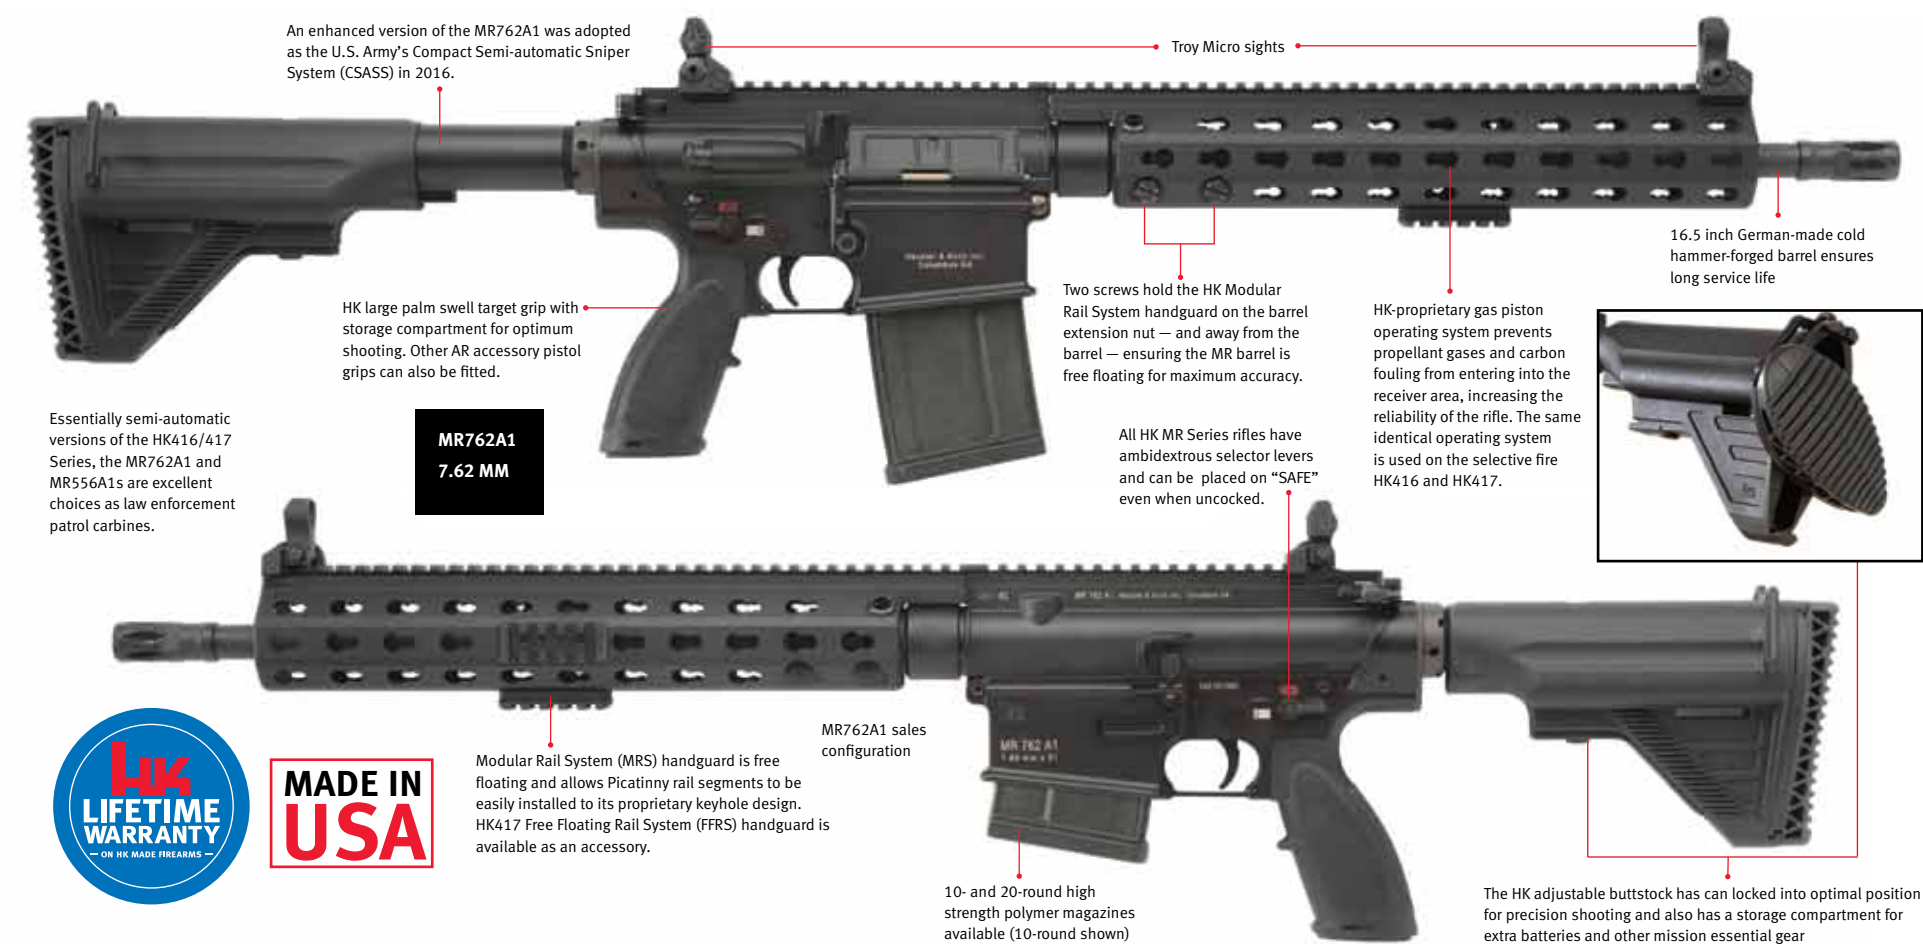 An enhanced version of the MR762A1 was adopted
as the U.S. Army’s Compact Semi-automatic Sniper
System (CSASS) in 2016.
Troy Micro sights
16.5 inch German-made cold
hammer-forged barrel ensures
long service life
HK large palm swell target grip with
storage compartment for optimum
shooting. Other AR accessory pistol
grips can also be fitted.
Two screws hold the HK Modular
Rail System handguard on the barrel
extension nut — and away from the
barrel — ensuring the MR barrel is
free floating for maximum accuracy.
HK-proprietary gas piston
operating system prevents
propellant gases and carbon
fouling from entering into the
receiver area, increasing the
reliability of the rifle. The same
identical operating system
is used on the selective fire
HK416 and HK417.
Essentially semi-automatic
versions of the HK416/417
Series, the MR762A1 and
MR556A1s are excellent
choices as law enforcement
patrol carbines.
MR762A1
7.62 MM
All HK MR Series rifles have
ambidextrous selector levers
and can be placed on “SAFE”
even when uncocked.
MR 762 A1
HK
LIFETIME
WARRANTY
— ON HK MADE FIREARMS —
MADE IN
USA
Modular Rail System (MRS) handguard is free
floating and allows Picatinny rail segments to be
easily installed to its proprietary keyhole design.
HK417 Free Floating Rail System (FFRS) handguard is
available as an accessory.
MR762A1 sales
configuration
10- and 20-round high
strength polymer magazines
available (10-round shown)
The HK adjustable buttstock has can locked into optimal position
for precision shooting and also has a storage compartment for
extra batteries and other mission essential gear